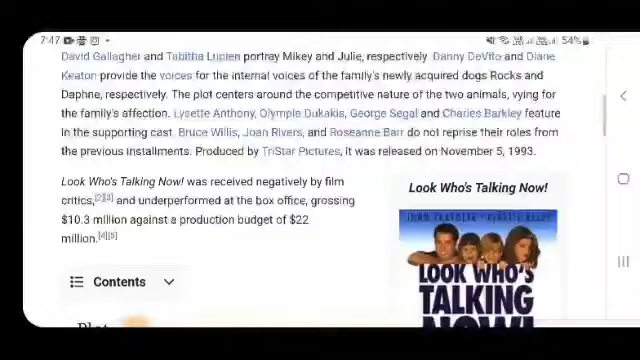 7:47
54%
David Gallagher and Tabitha Lupien portray Mikey and Julie, respectively. Danny DeVito and Diane
Keaton provide the voices for the internal voices of the family's newly acquired dogs Rocks and
Daphne, respectively. The plot centers around the competitive nature of the two animals, vying for
the family's affection. Lysette Anthony, Olympia Dukakis, George Segal and Charles Barkley feature
in the supporting cast. Bruce Willis, Joan Rivers, and Roseanne Barr do not reprise their roles from
the previous installments. Produced by TriStar Pictures, it was released on November 5, 1993.
Look Who's Talking Now! was received negatively by film
critics,[2][3] and underperformed at the box office, grossing
$10.3 million against a production budget of $22
million.[4][5]
Contents
Plot
Look Who's Talking Now!
JOHN TRAVOLTA KIRSTIE ALLEY
LOOK WHO'S
TALKING
NOW!